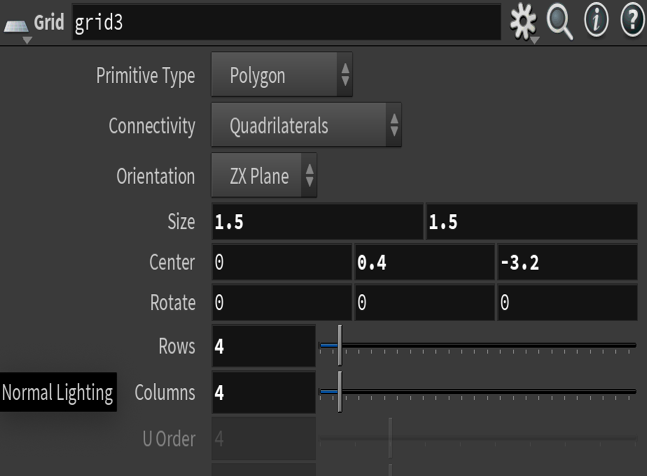 Grid grid3
Primitive Type Polygon
Connectivity Quadrilaterals
Orientation ZX Plane
Size 1.5 1.5
Center 0 0.4 -3.2
Rotate 0 0 0
Rows 4
Normal Lighting Columns 4
U Order 4